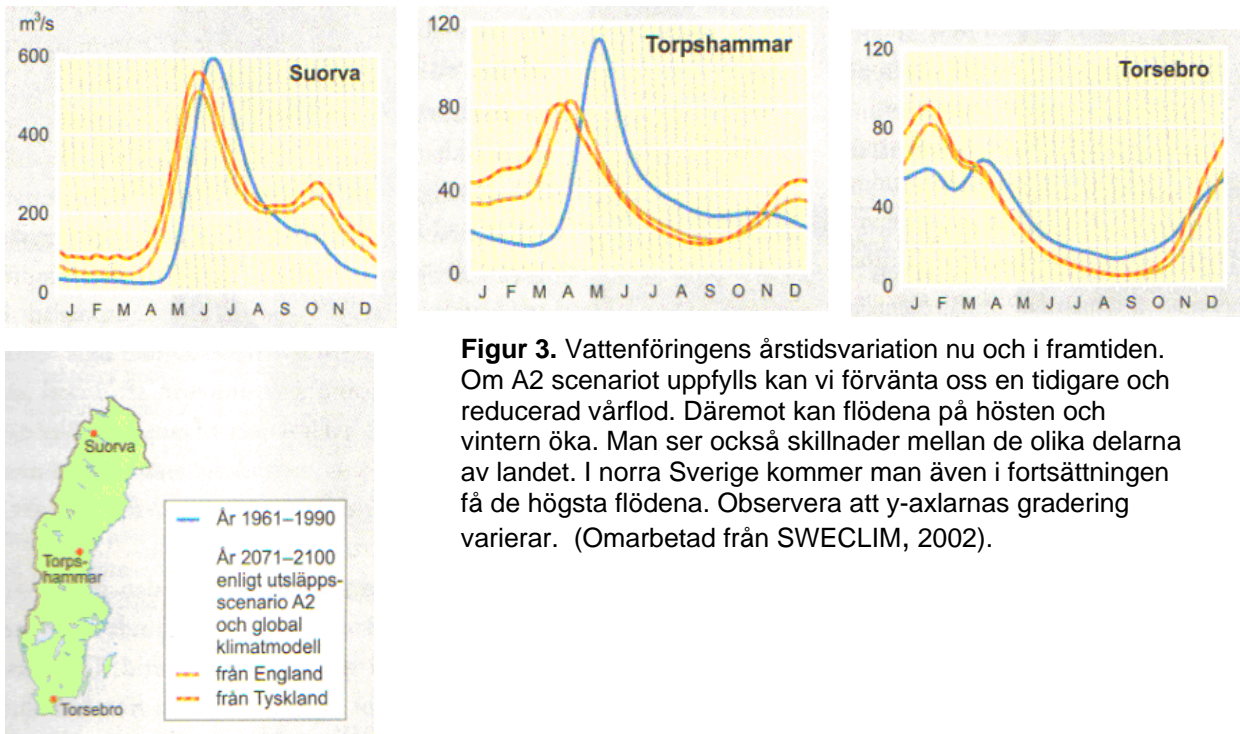 m³/s
600
400
200
0
Suorva
J F M A M J J A S O N D
120
80
40
0
Torpshammar
J F M A M J J A S O N D
120
80
40
0
Torsebro
J F M A M J J A S O N D
Figur 3. Vattenföringens årstidsvariation nu och i framtiden.
Om A2 scenariot uppfylls kan vi förvänta oss en tidigare och
reducerad vårflod. Däremot kan flödena på hösten och
vintern öka. Man ser också skillnader mellan de olika delarna
av landet. I norra Sverige kommer man även i fortsättningen
få de högsta flödena. Observera att y-axlarnas gradering
varierar. (Omarbetad från SWECLIM, 2002).
Suorva
Torps-
hammar
Torsebro
År 1961–1990
År 2071–2100
enligt utsläpps-
scenario A2
och global
klimatmodell
från England
från Tyskland